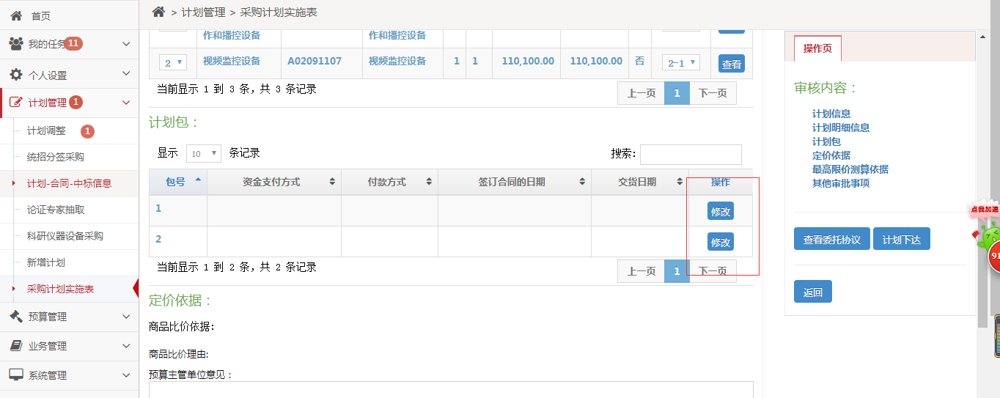 首页
我的任务 11
个人设置
计划管理 1
计划调整 1
统招分签采购
计划-合同-中标信息
论证专家抽取
科研仪器设备采购
新增计划
采购计划实施表
预算管理
业务管理
系统管理
> 计划管理 > 采购计划实施表
作和播控设备 作和播控设备
2 视频监控设备 A02091107 视频监控设备 1 1 110,100.00 110,100.00 否 2-1 查看
当前显示 1 到 3 条，共 3 条记录 上一页 1 下一页
计划包：
显示 10 条记录 搜索:
包号 资金支付方式 付款方式 签订合同的日期 交货日期 操作
1 修改
2 修改
当前显示 1 到 2 条，共 2 条记录 上一页 1 下一页
定价依据：
商品比价依据:
商品比价理由:
预算主管单位意见：
操作页
审核内容：
计划信息
计划明细信息
计划包
定价依据
最高限价测算依据
其他审批事项
查看委托协议 计划下达
返回
点我加速
91